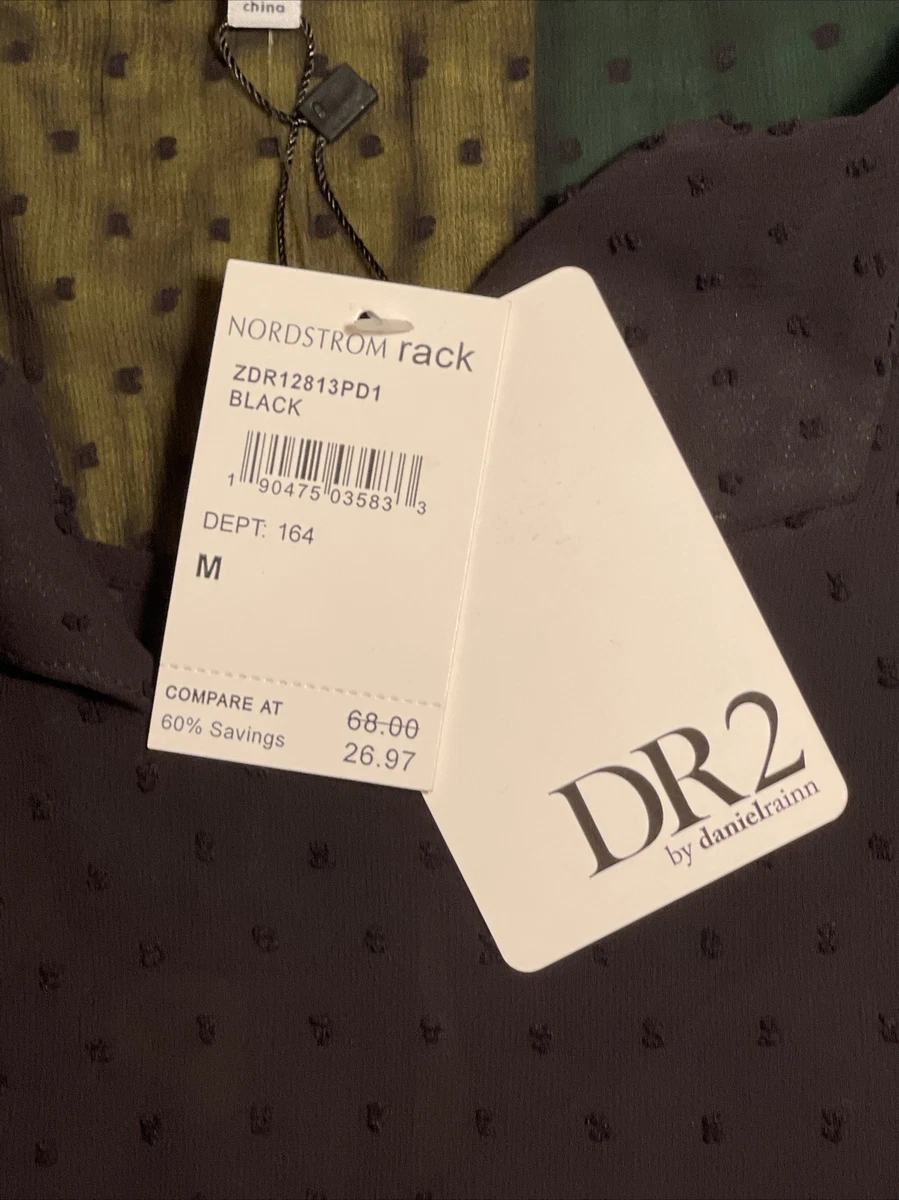 china
NORDSTROM rack
ZDR12813PD1
BLACK
1 90475 03583 3
DEPT: 164
M
COMPARE AT 68.00
60% Savings 26.97
DR2
by danielrainn